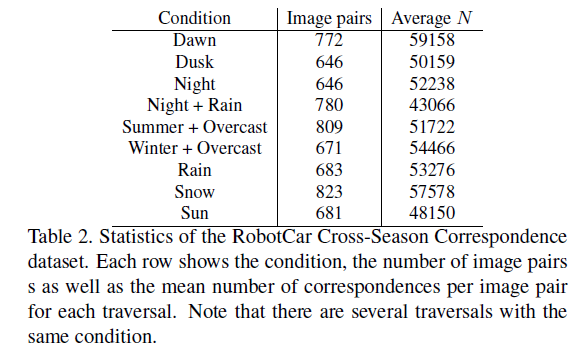 Condition Image pairs Average N
Dawn 772 59158
Dusk 646 50159
Night 646 52238
Night + Rain 780 43066
Summer + Overcast 809 51722
Winter + Overcast 671 54466
Rain 683 53276
Snow 823 57578
Sun 681 48150
Table 2. Statistics of the RobotCar Cross-Season Correspondence
dataset. Each row shows the condition, the number of image pairs
s as well as the mean number of correspondences per image pair
for each traversal. Note that there are several traversals with the
same condition.